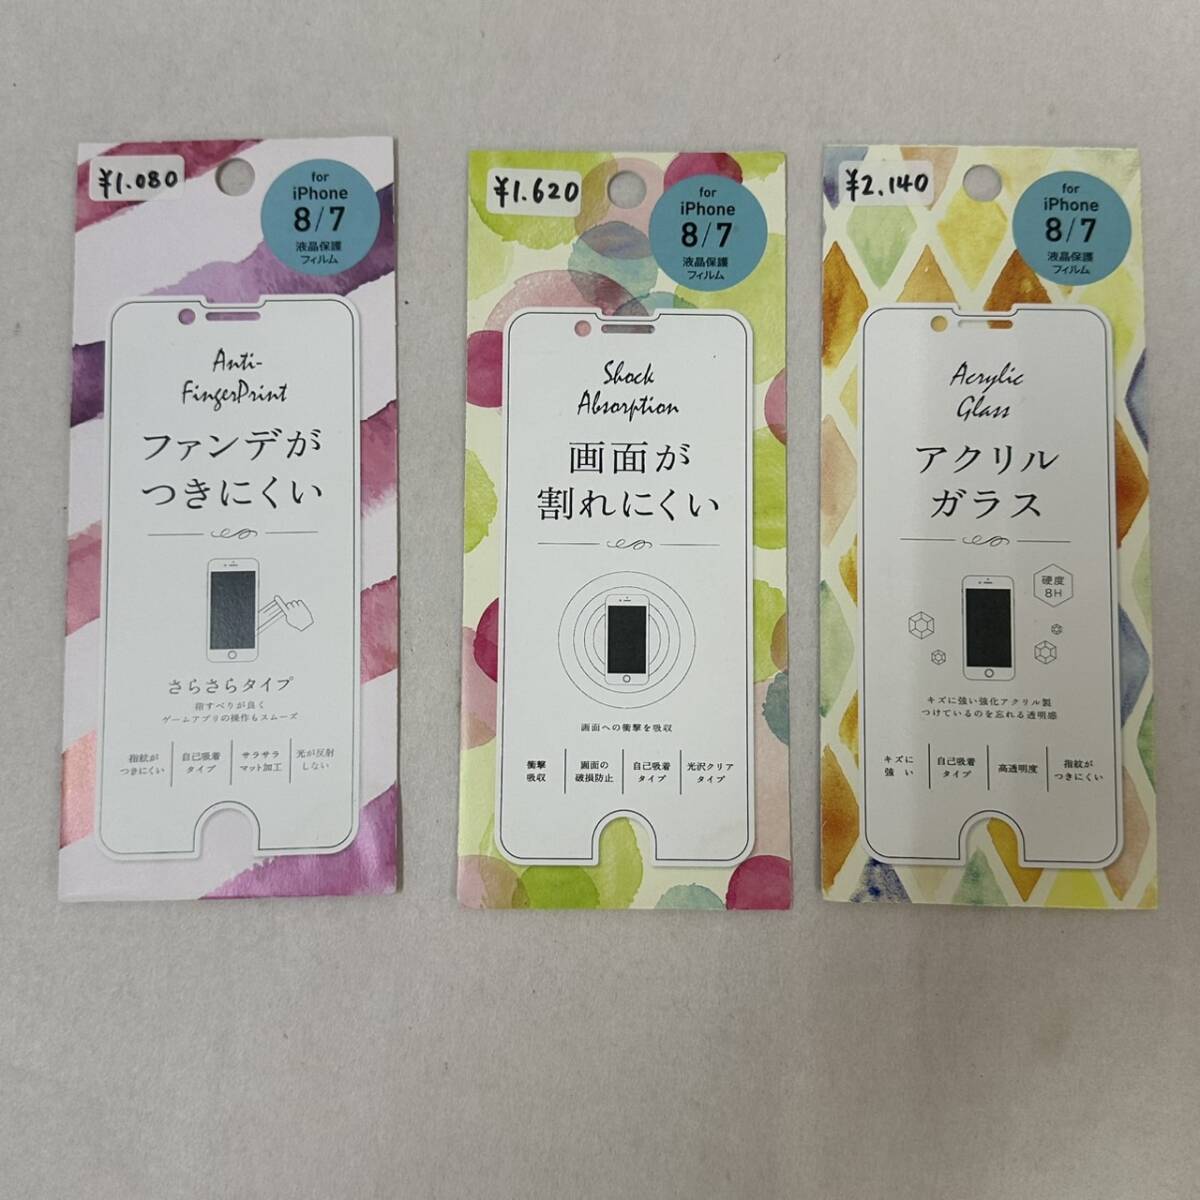 ¥1.080
for
iPhone
8/7
液晶保護
フィルム
Anti-
FingerPrint
ファンデが
つきにくい
さらさらタイプ
指すべりが良く
ゲームアプリの操作もスムーズ
指紋が
つきにくい
自己吸着
タイプ
サラサラ
マット加工
光が反射
しない
¥1.620
for
iPhone
8/7
液晶保護
フィルム
Shock
Absorption
画面が
割れにくい
画面への衝撃を吸収
衝撃
吸収
画面の
破損防止
自己吸着
タイプ
光沢クリア
タイプ
¥2.140
for
iPhone
8/7
液晶保護
フィルム
Acrylic
Glass
アクリル
ガラス
硬度
8H
キズに強い強化アクリル製
つけているのを忘れる透明感
キズに
強い
自己吸着
タイプ
高透明度
指紋が
つきにくい